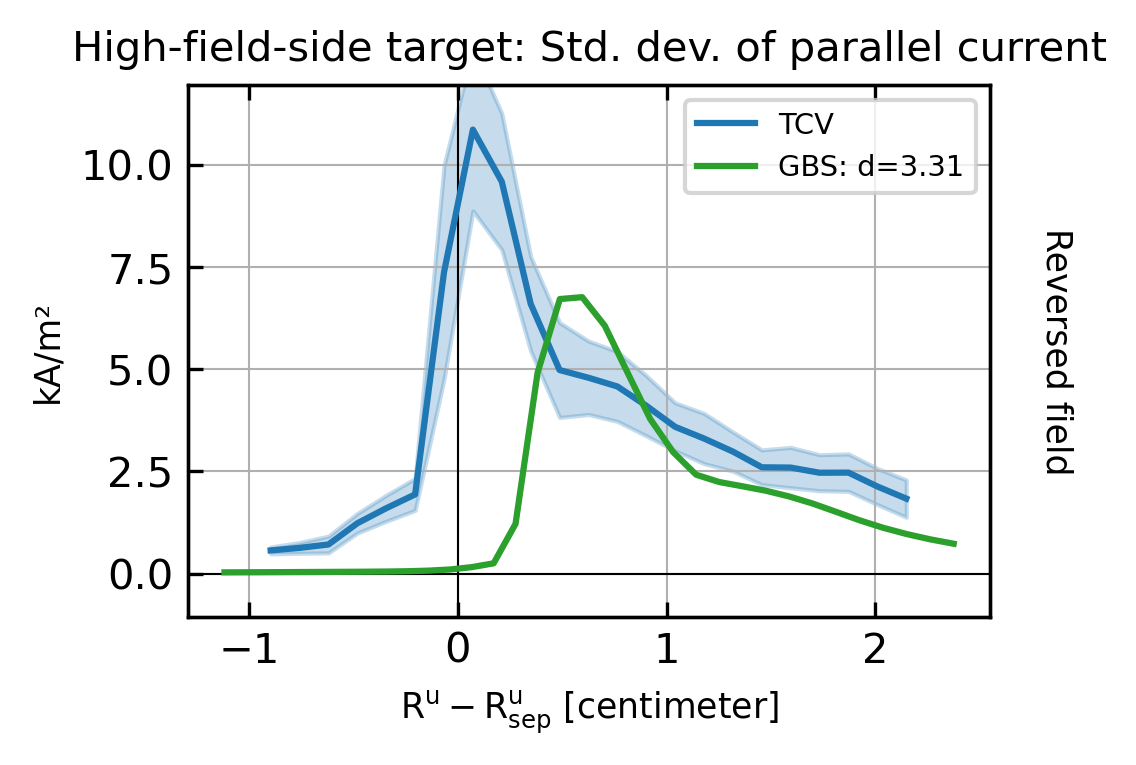 High-field-side target: Std. dev. of parallel current
TCV
GBS: d=3.31
10.0
7.5
5.0
2.5
0.0
kA/m²
Reversed field
−1
0
1
2
Rᵘ − Rᵘsep [centimeter]